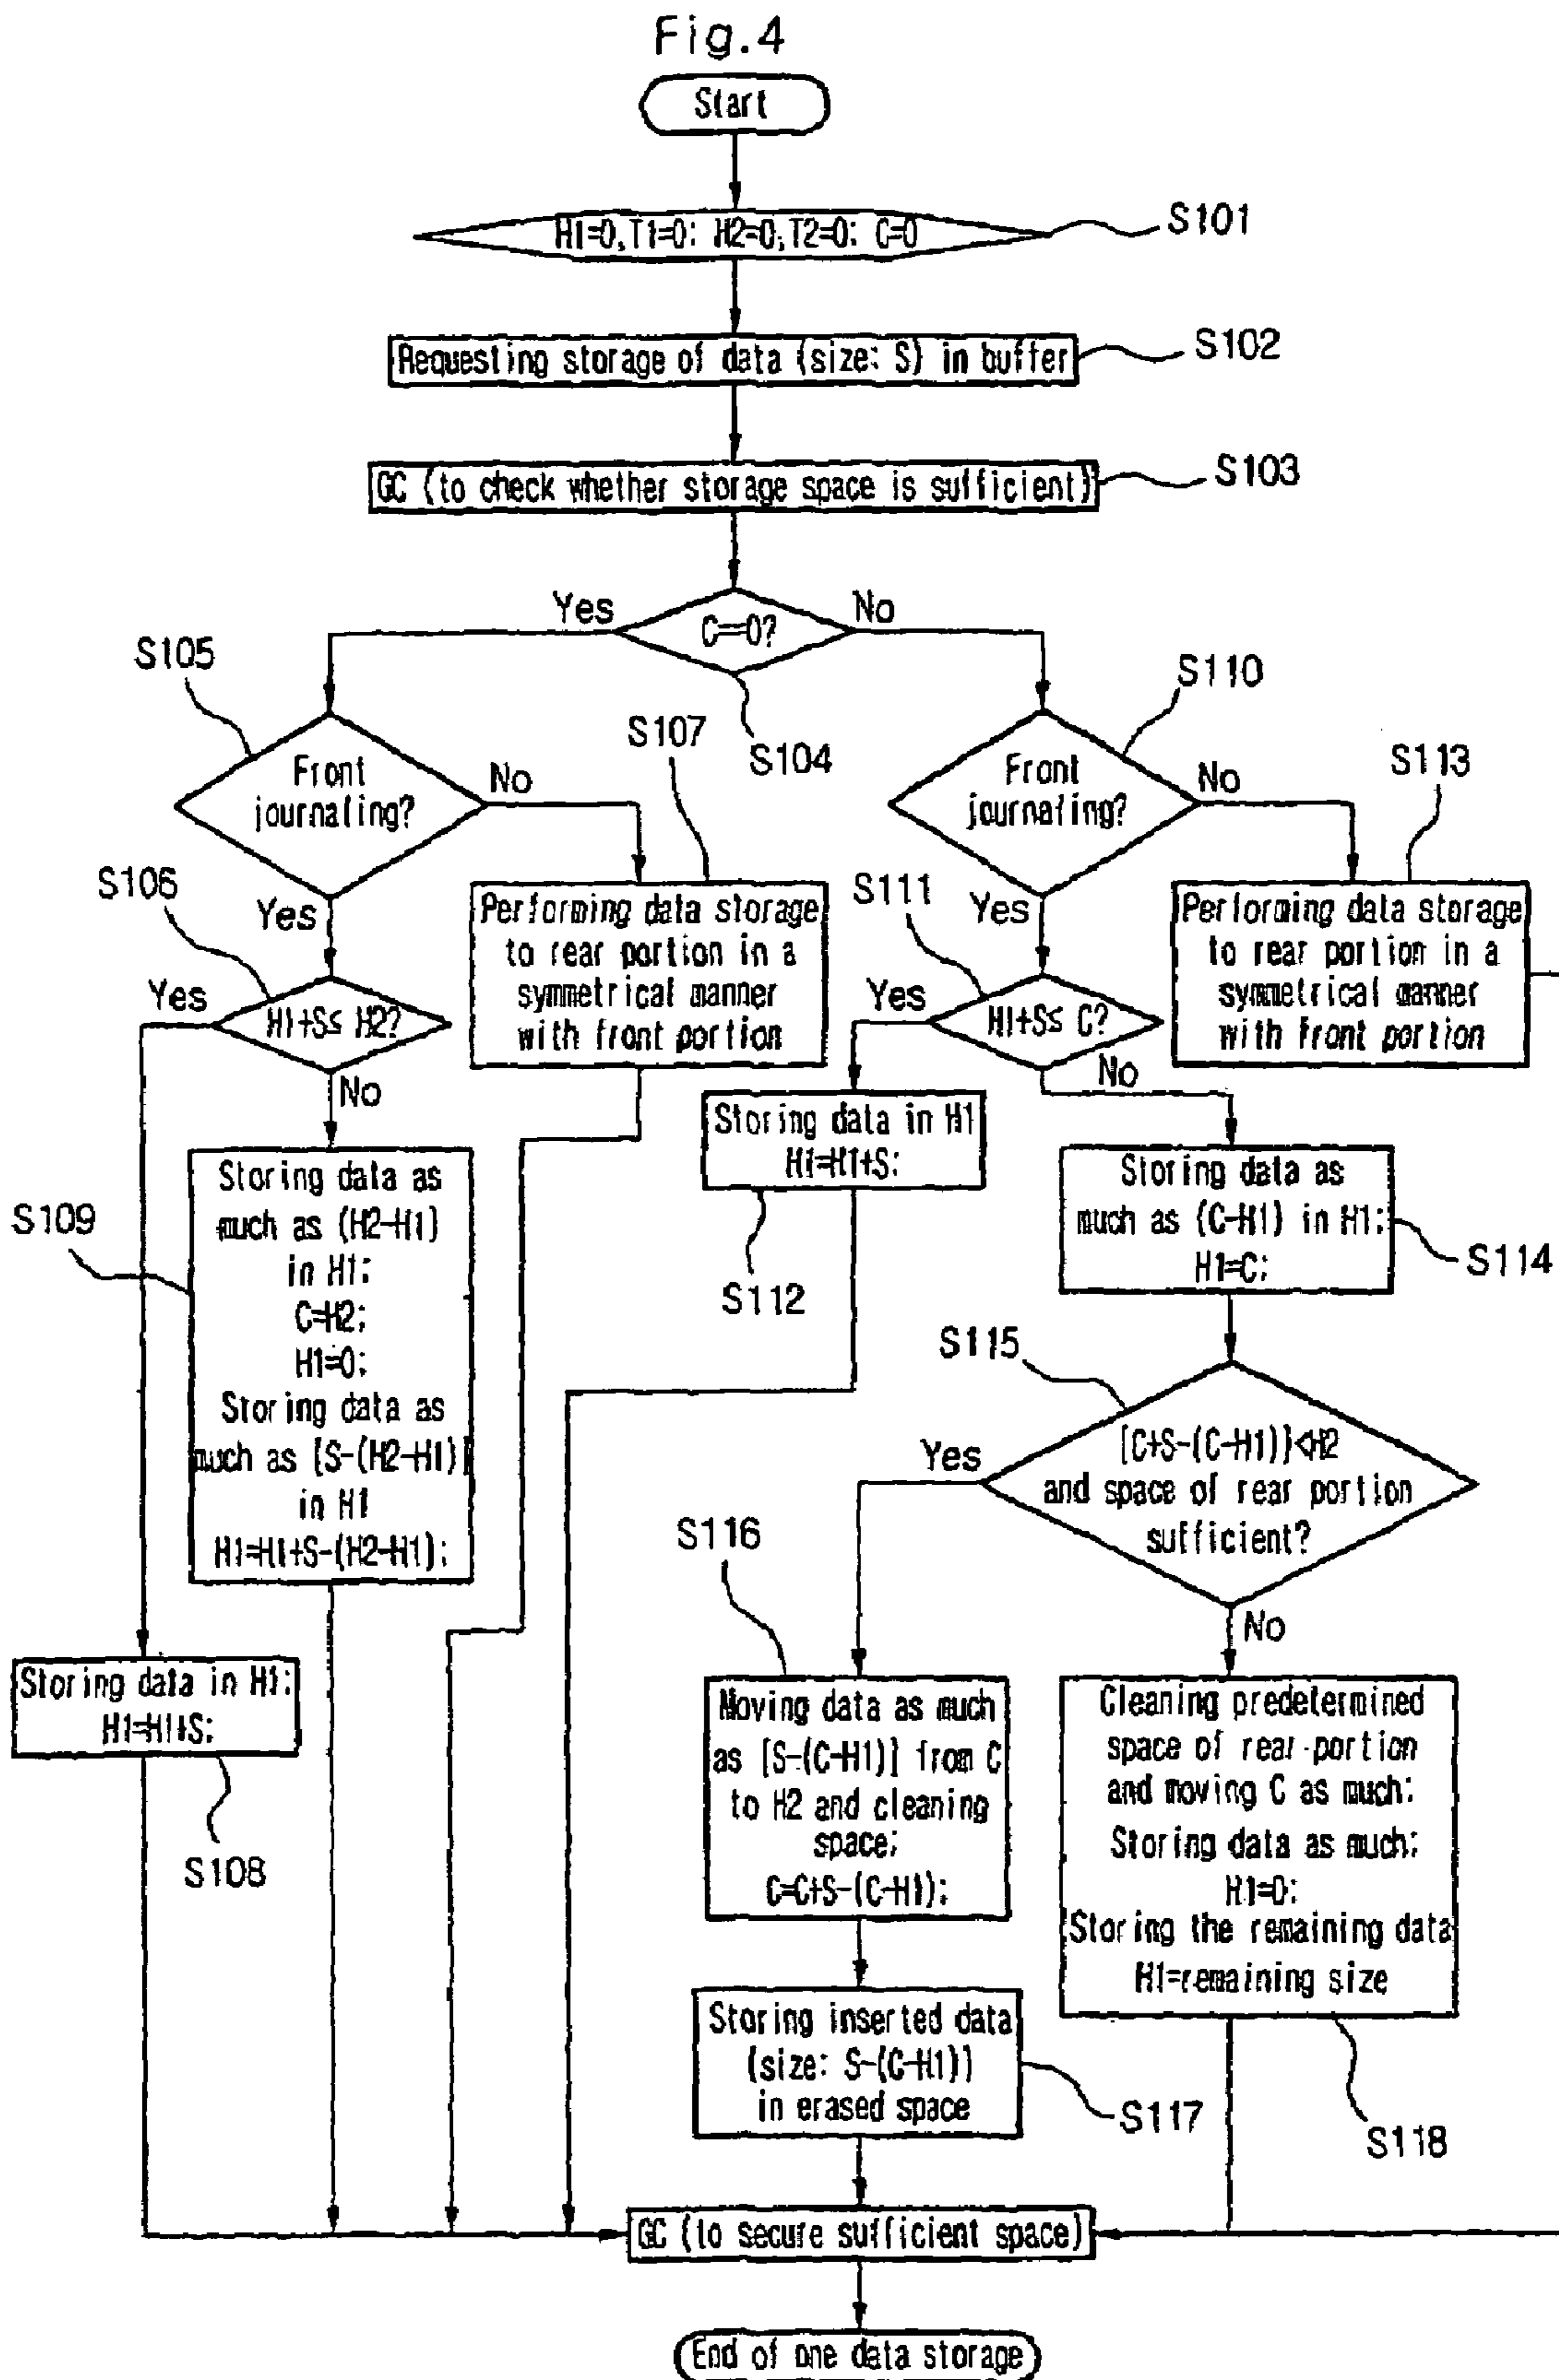 Fig.4
Start
H1=0,T1=0: H2=0,T2=0: C=0
S101
Requesting storage of data (size: S) in buffer
S102
GC (to check whether storage space is sufficient)
S103
Yes
C==0?
No
S104
S105
Front
journaling?
No
Yes
S107
Performing data storage
to rear portion in a
symmetrical manner
with front portion
S106
Yes
H1+S≤ H2?
No
S109
Storing data as
much as (H2-H1)
in H1:
C=H2:
H1=0:
Storing data as
much as [S-(H2-H1)]
in H1
H1=H1+S-(H2-H1):
Storing data in H1:
H1=H1+S:
S108
S110
Front
journaling?
No
Yes
S113
Performing data storage
to rear portion in a
symmetrical manner
with front portion
S111
Yes
H1+S≤ C?
No
Storing data in H1
H1=H1+S:
S112
Storing data as
much as (C-H1) in H1:
H1=C:
S114
S115
Yes
[C+S-(C-H1)]<H2
and space of rear portion
sufficient?
No
S116
Moving data as much
as [S-(C-H1)] from C
to H2 and cleaning
space;
C=C+S-(C-H1):
Storing inserted data
(size: S-(C-H1))
in erased space
S117
Cleaning predetermined
space of rear portion
and moving C as much:
Storing data as much:
H1=0:
Storing the remaining data
H1=remaining size
S118
GC (to secure sufficient space)
End of one data storage